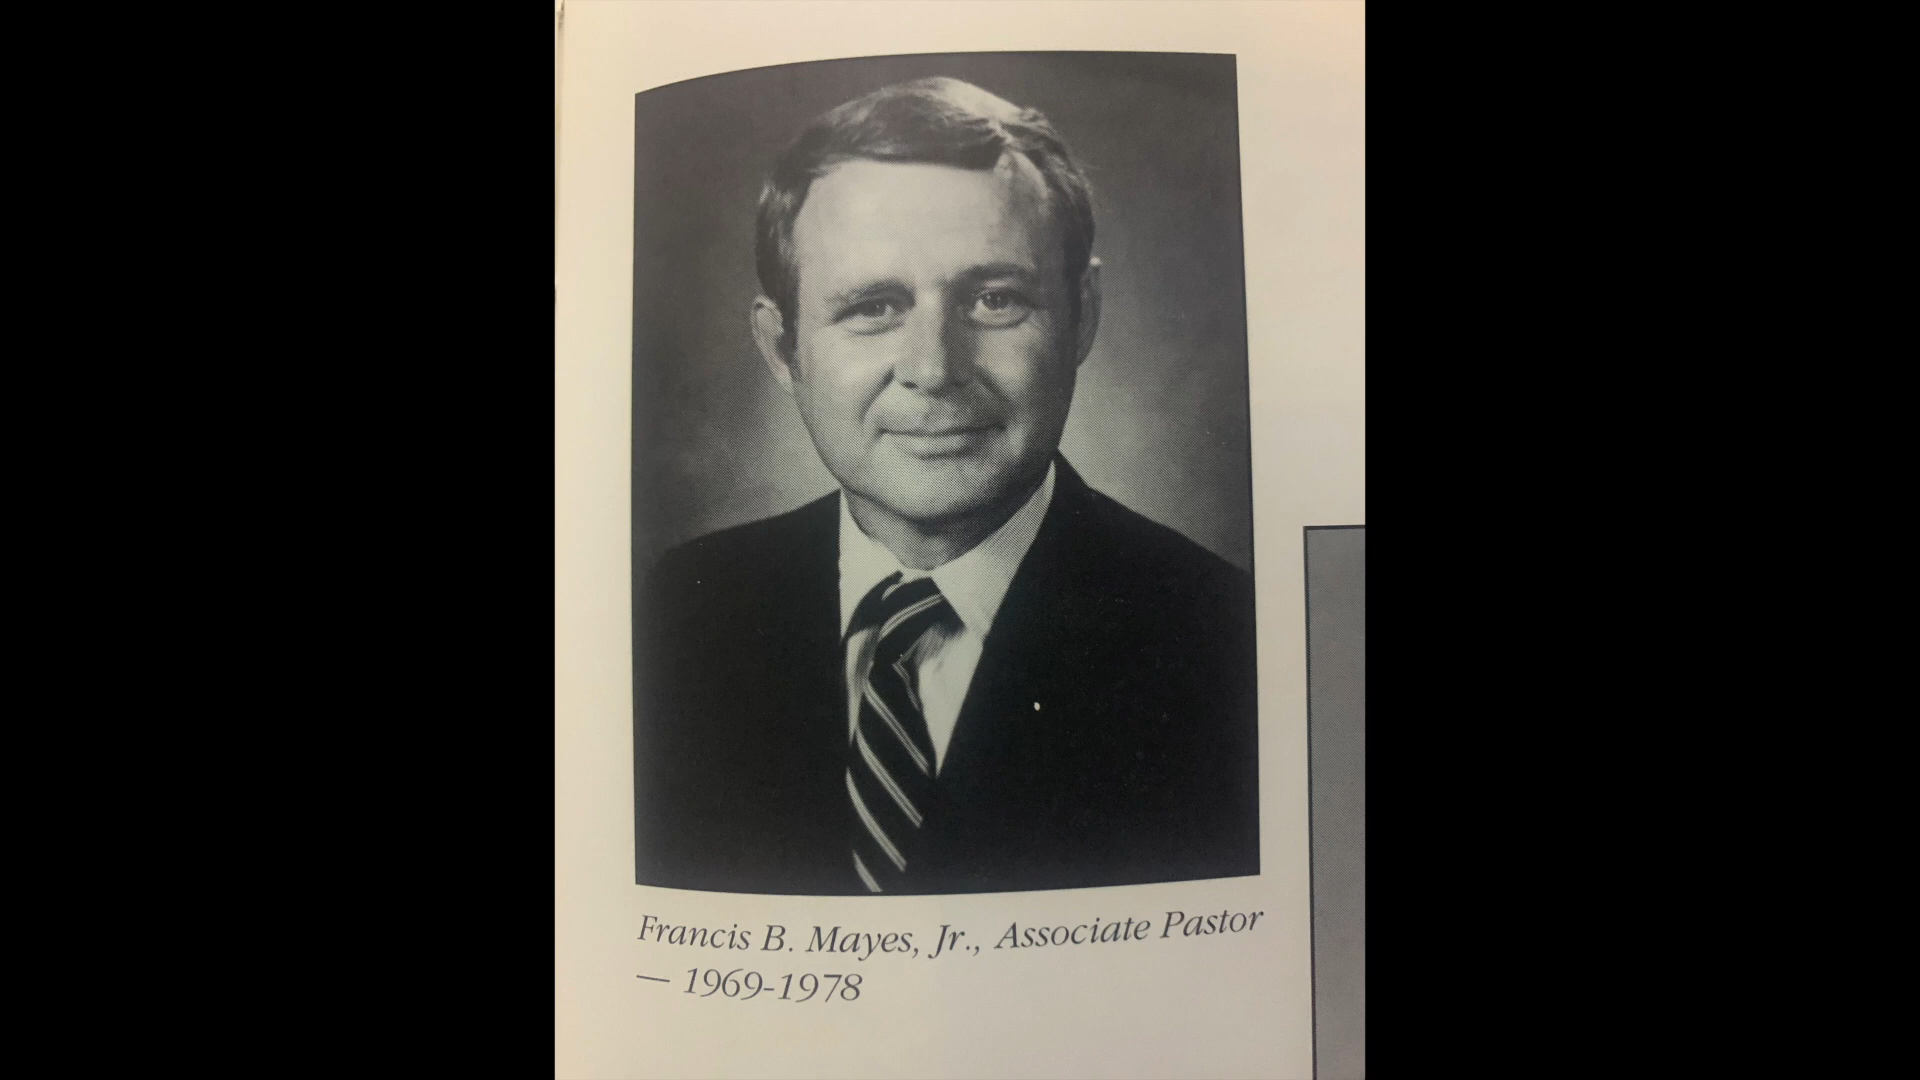 Francis B. Mayes, Jr., Associate Pastor
— 1969-1978